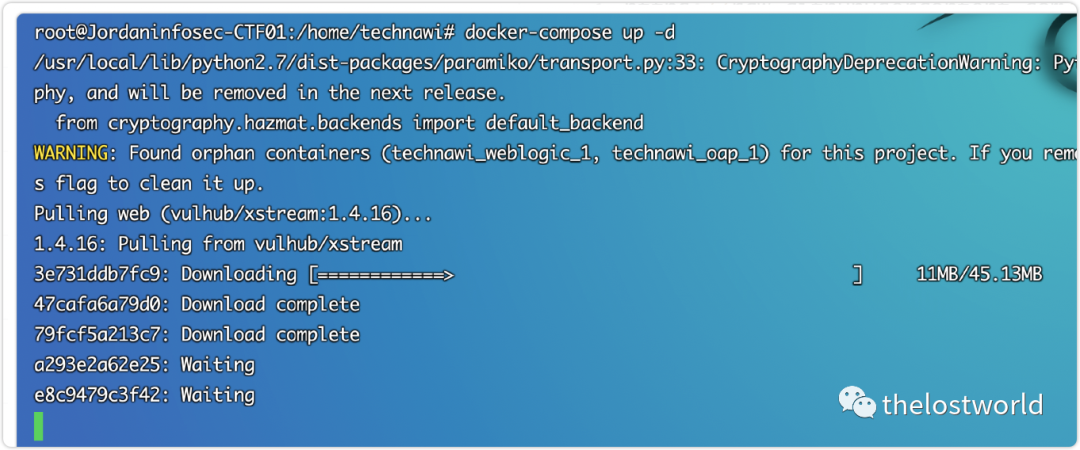 root@Jordaninfosec-CTF01:/home/technawi# docker-compose up -d
/usr/local/lib/python2.7/dist-packages/paramiko/transport.py:33: CryptographyDeprecationWarning: Pyt
phy, and will be removed in the next release.
  from cryptography.hazmat.backends import default_backend
WARNING: Found orphan containers (technawi_weblogic_1, technawi_oap_1) for this project. If you remo
s flag to clean it up.
Pulling web (vulhub/xstream:1.4.16)...
1.4.16: Pulling from vulhub/xstream
3e731ddb7fc9: Downloading [============>                                      ]     11MB/45.13MB
47cafa6a79d0: Download complete
79fcf5a213c7: Download complete
a293e2a62e25: Waiting
e8c9479c3f42: Waiting
thelostworld